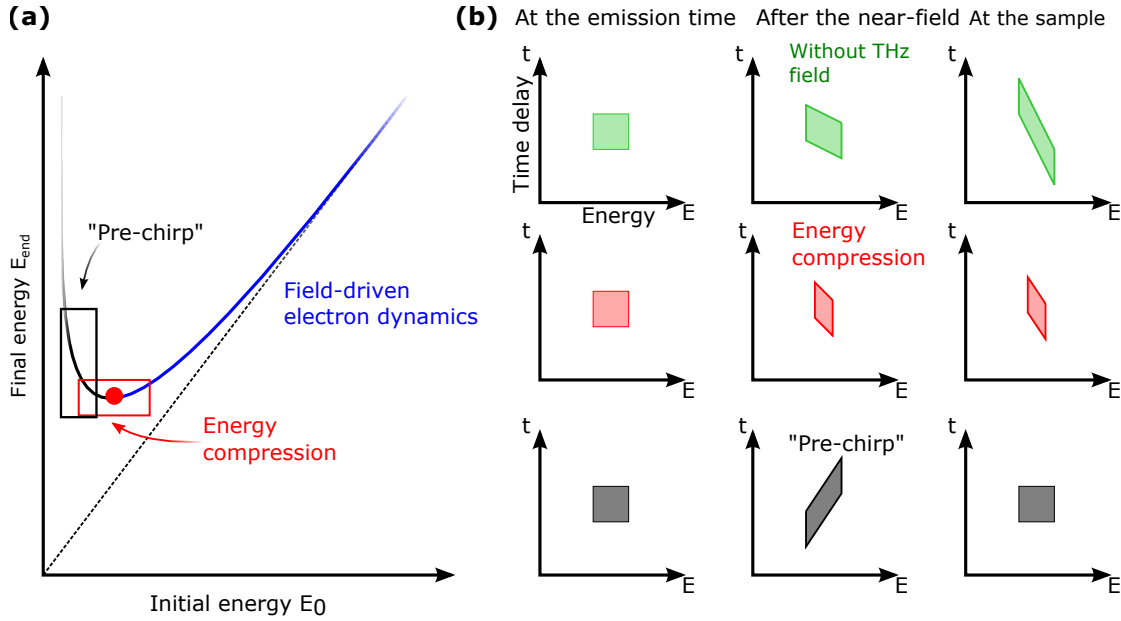 (a)
Final energy E_end
"Pre-chirp"
Field-driven
electron dynamics
Energy
compression
Initial energy E0
(b)
At the emission time
After the near-field
At the sample
t
Time delay
Energy
E
t
Without THz
field
E
t
E
t
E
t
Energy
compression
E
t
E
t
E
t
"Pre-chirp"
E
t
E